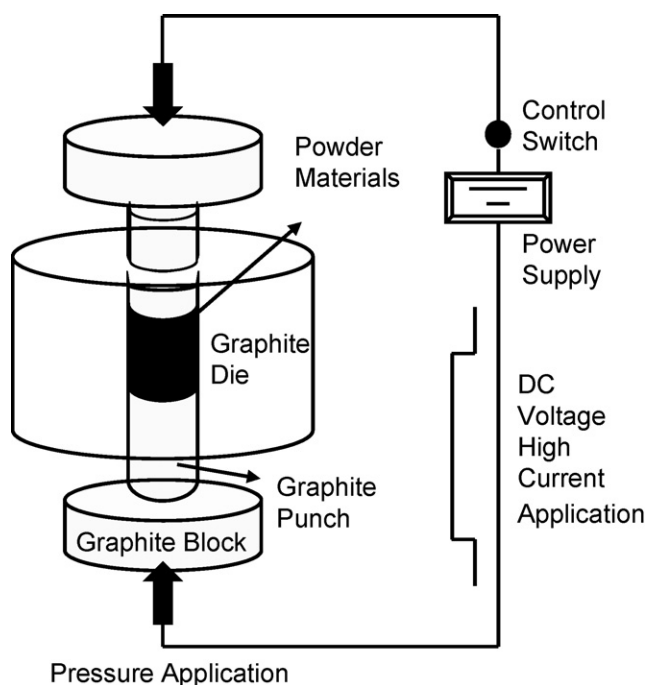 Control
Switch
Powder
Materials
Power
Supply
Graphite
Die
DC
Voltage
High
Current
Application
Graphite
Punch
Graphite Block
Pressure Application